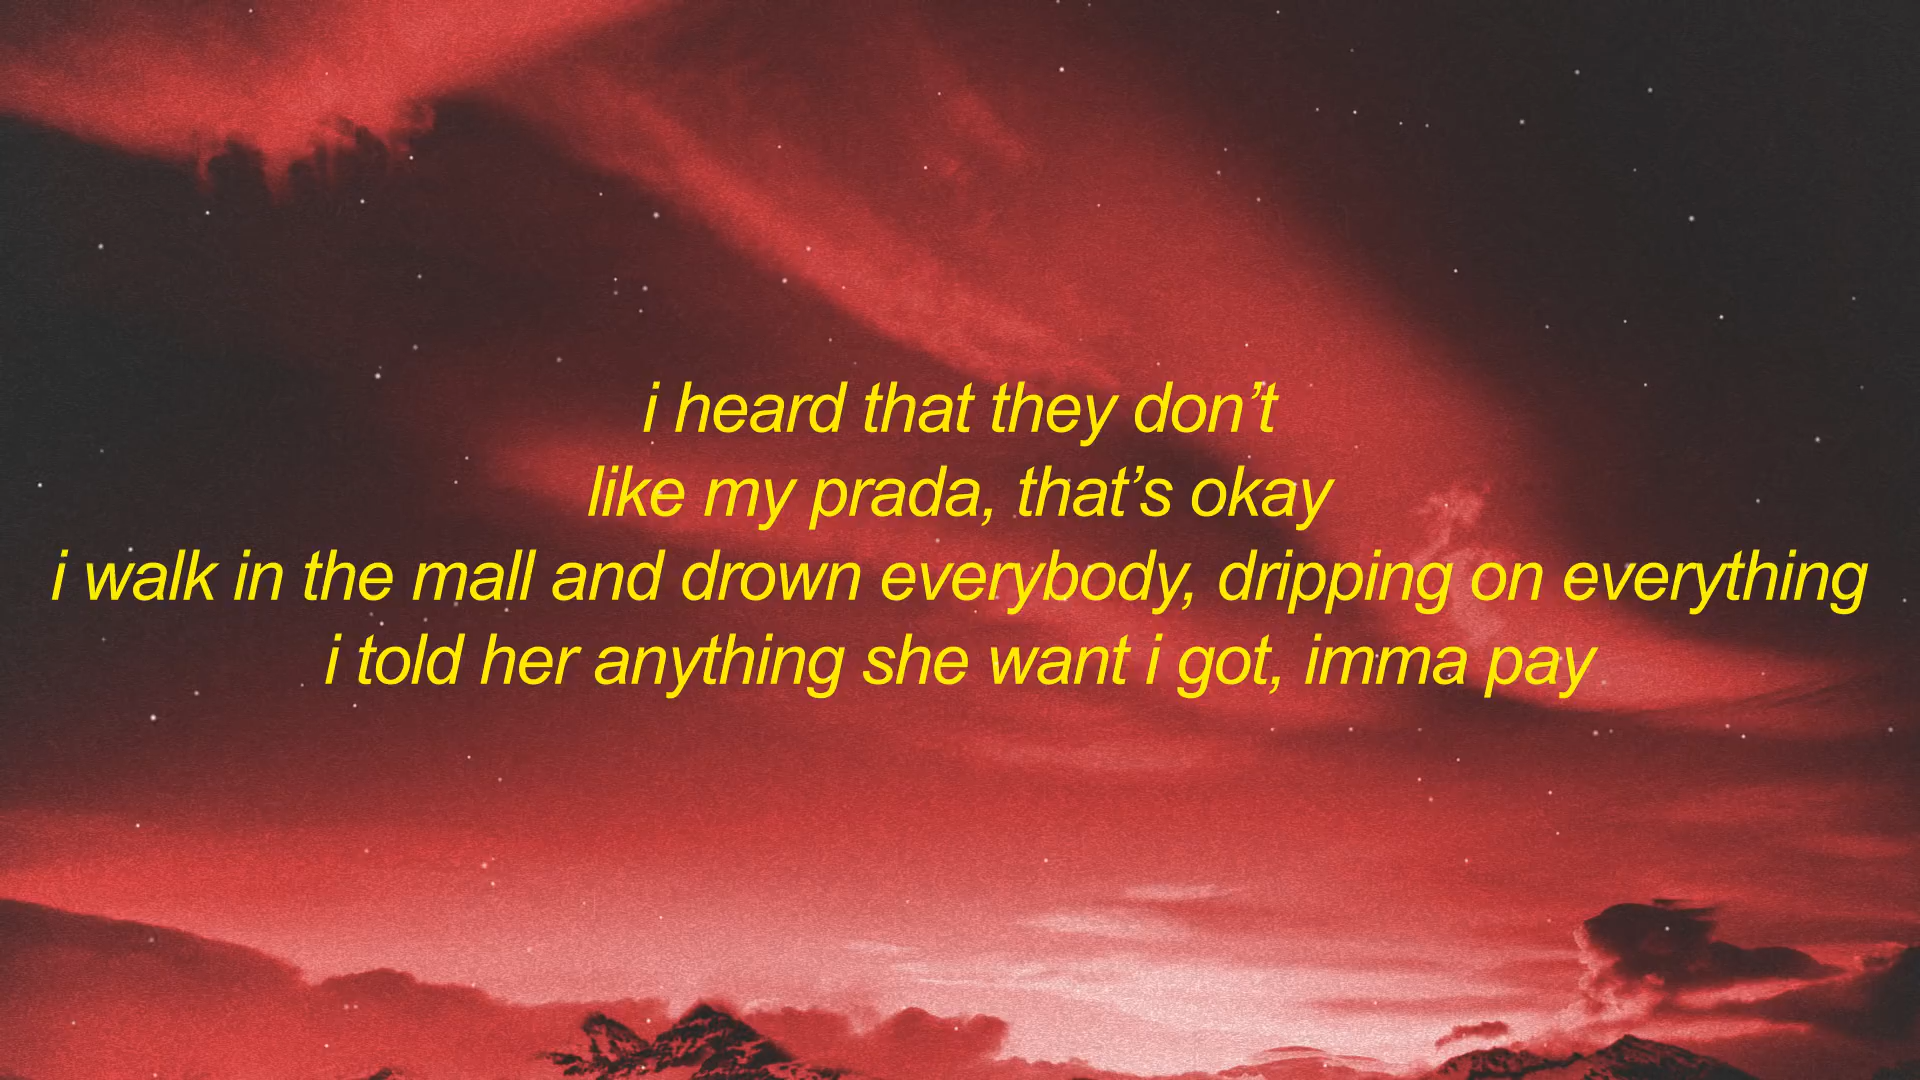 i heard that they don’t
like my prada, that’s okay
i walk in the mall and drown everybody, dripping on everything
i told her anything she want i got, imma pay